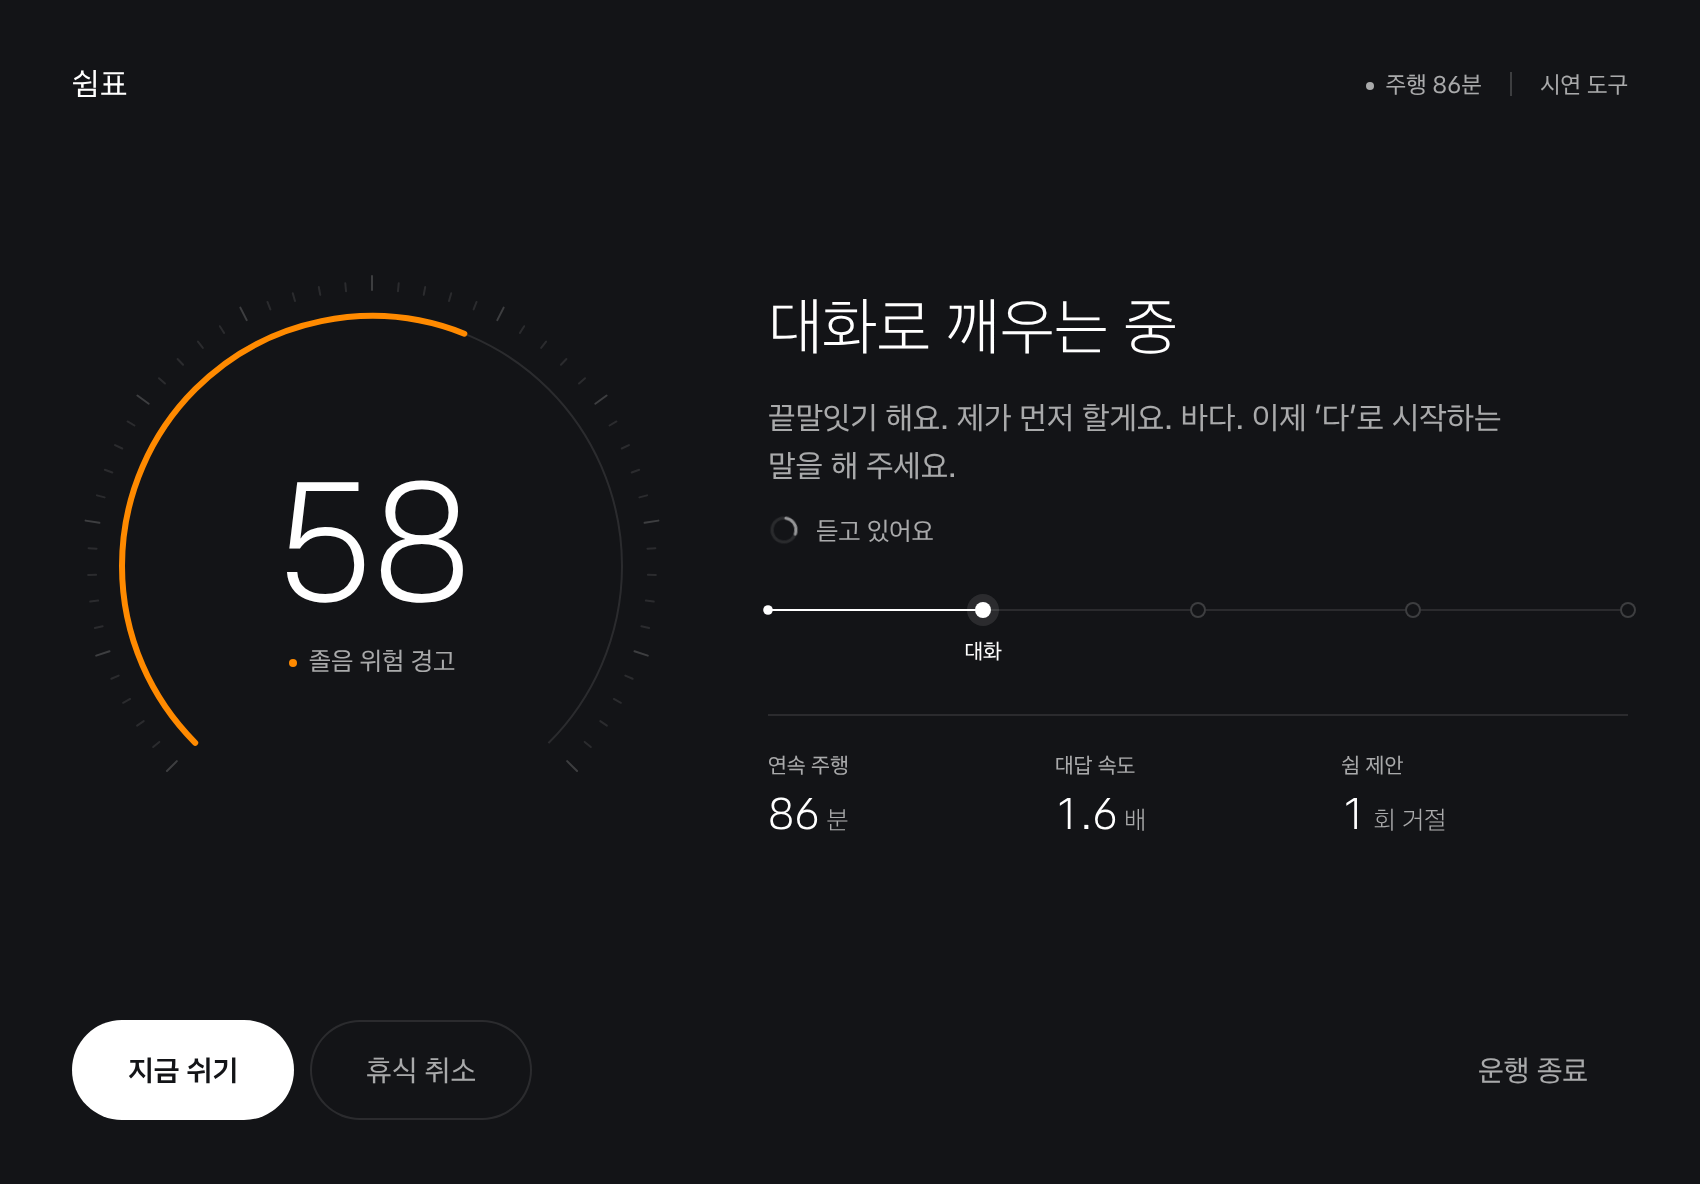 쉼표
주행 86분
시연 도구
58
졸음 위험 경고
대화로 깨우는 중
끝말잇기 해요. 제가 먼저 할게요. 바다. 이제 '다'로 시작하는
말을 해 주세요.
듣고 있어요
대화
연속 주행
86 분
대답 속도
1.6 배
쉼 제안
1 회 거절
지금 쉬기
휴식 취소
운행 종료